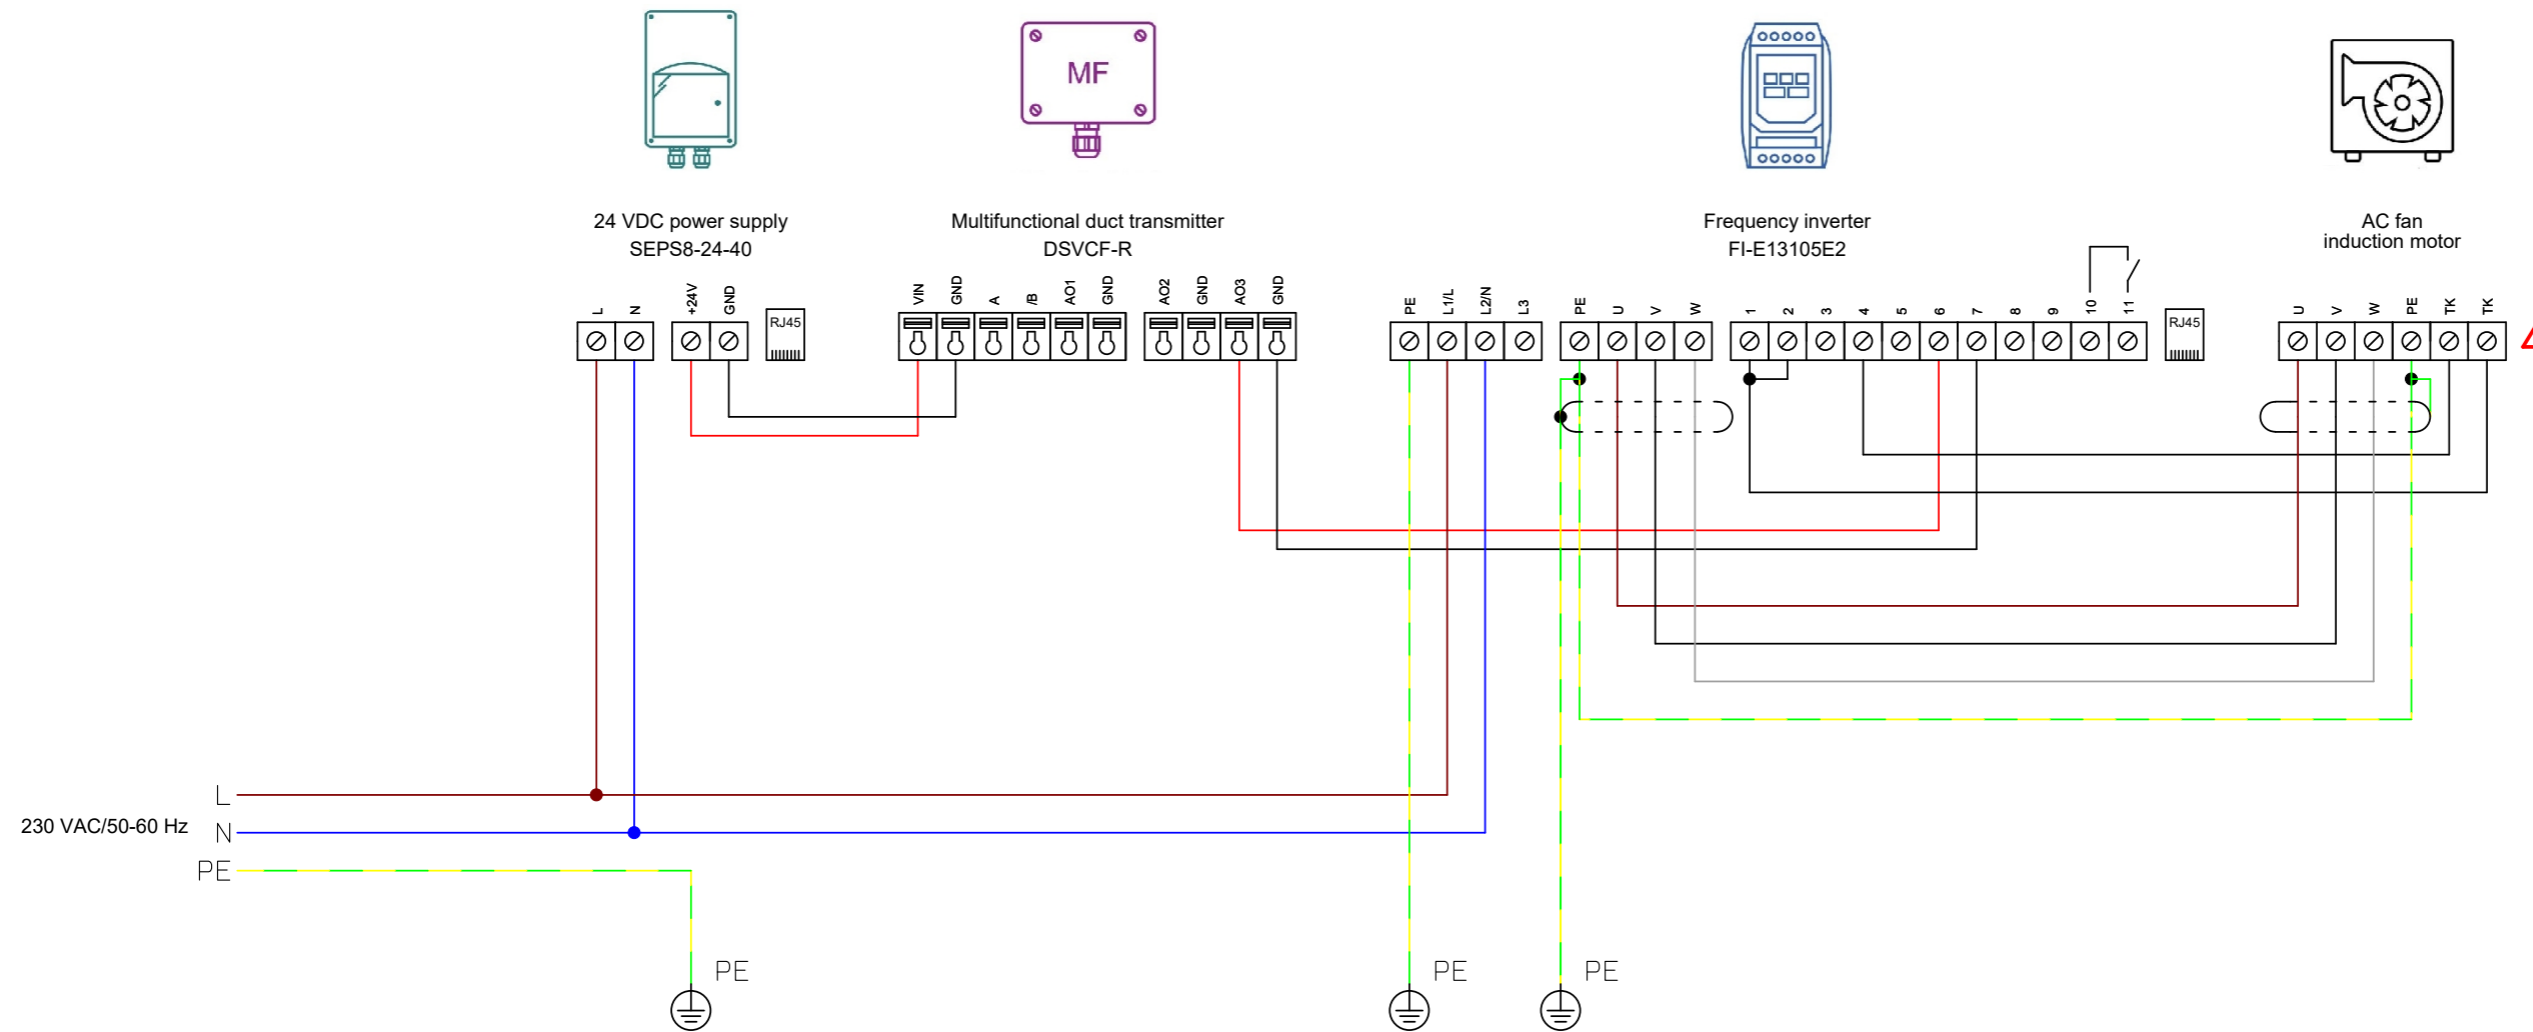 MF
24 VDC power supply
SEPS8-24-40
Multifunctional duct transmitter
DSVCF-R
Frequency inverter
FI-E13105E2
AC fan
induction motor
L N +24V GND RJ45
VIN GND A /B AO1 GND AO2 GND AO3 GND
PE L1/L L2/N L3 PE U V W 1 2 3 4 5 6 7 8 9 10 11 RJ45
U V W PE TK TK
L
230 VAC/50-60 Hz N
PE
PE PE PE